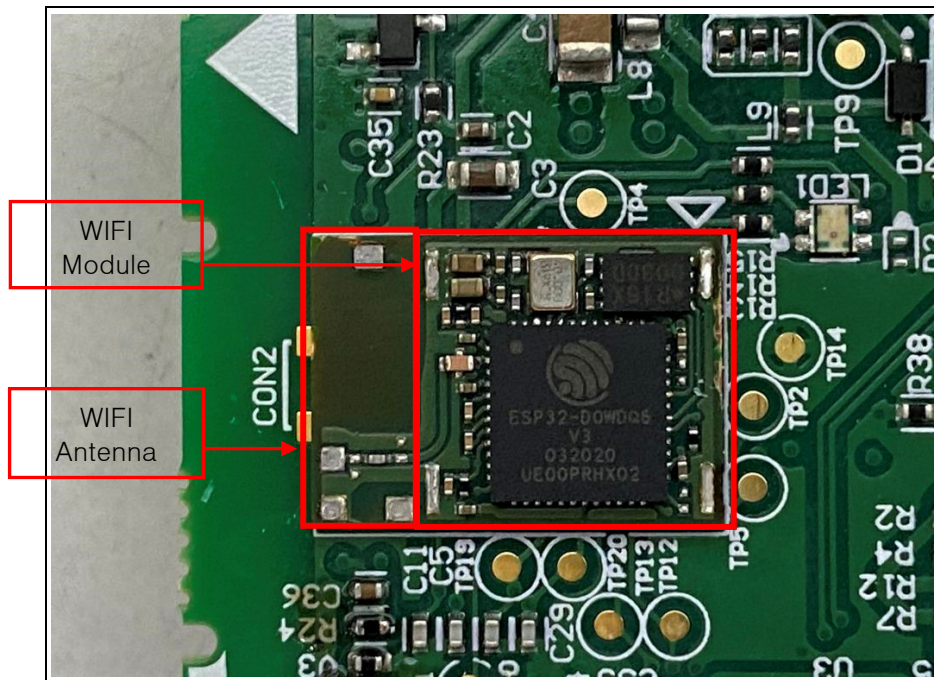 C
L8
L9
TP9
D1
C35
R23
C2
C3
TP4
LED1
WIFI
Module
CON2
WIFI
Antenna
ESP32-D0WDQ6
V3
032020
UE00PRHX02
TP14
TP2
R38
TP5
R2
R4
R12
R7
C11
C5
TP19
TP20
TP13
TP12
C36
R24
C29